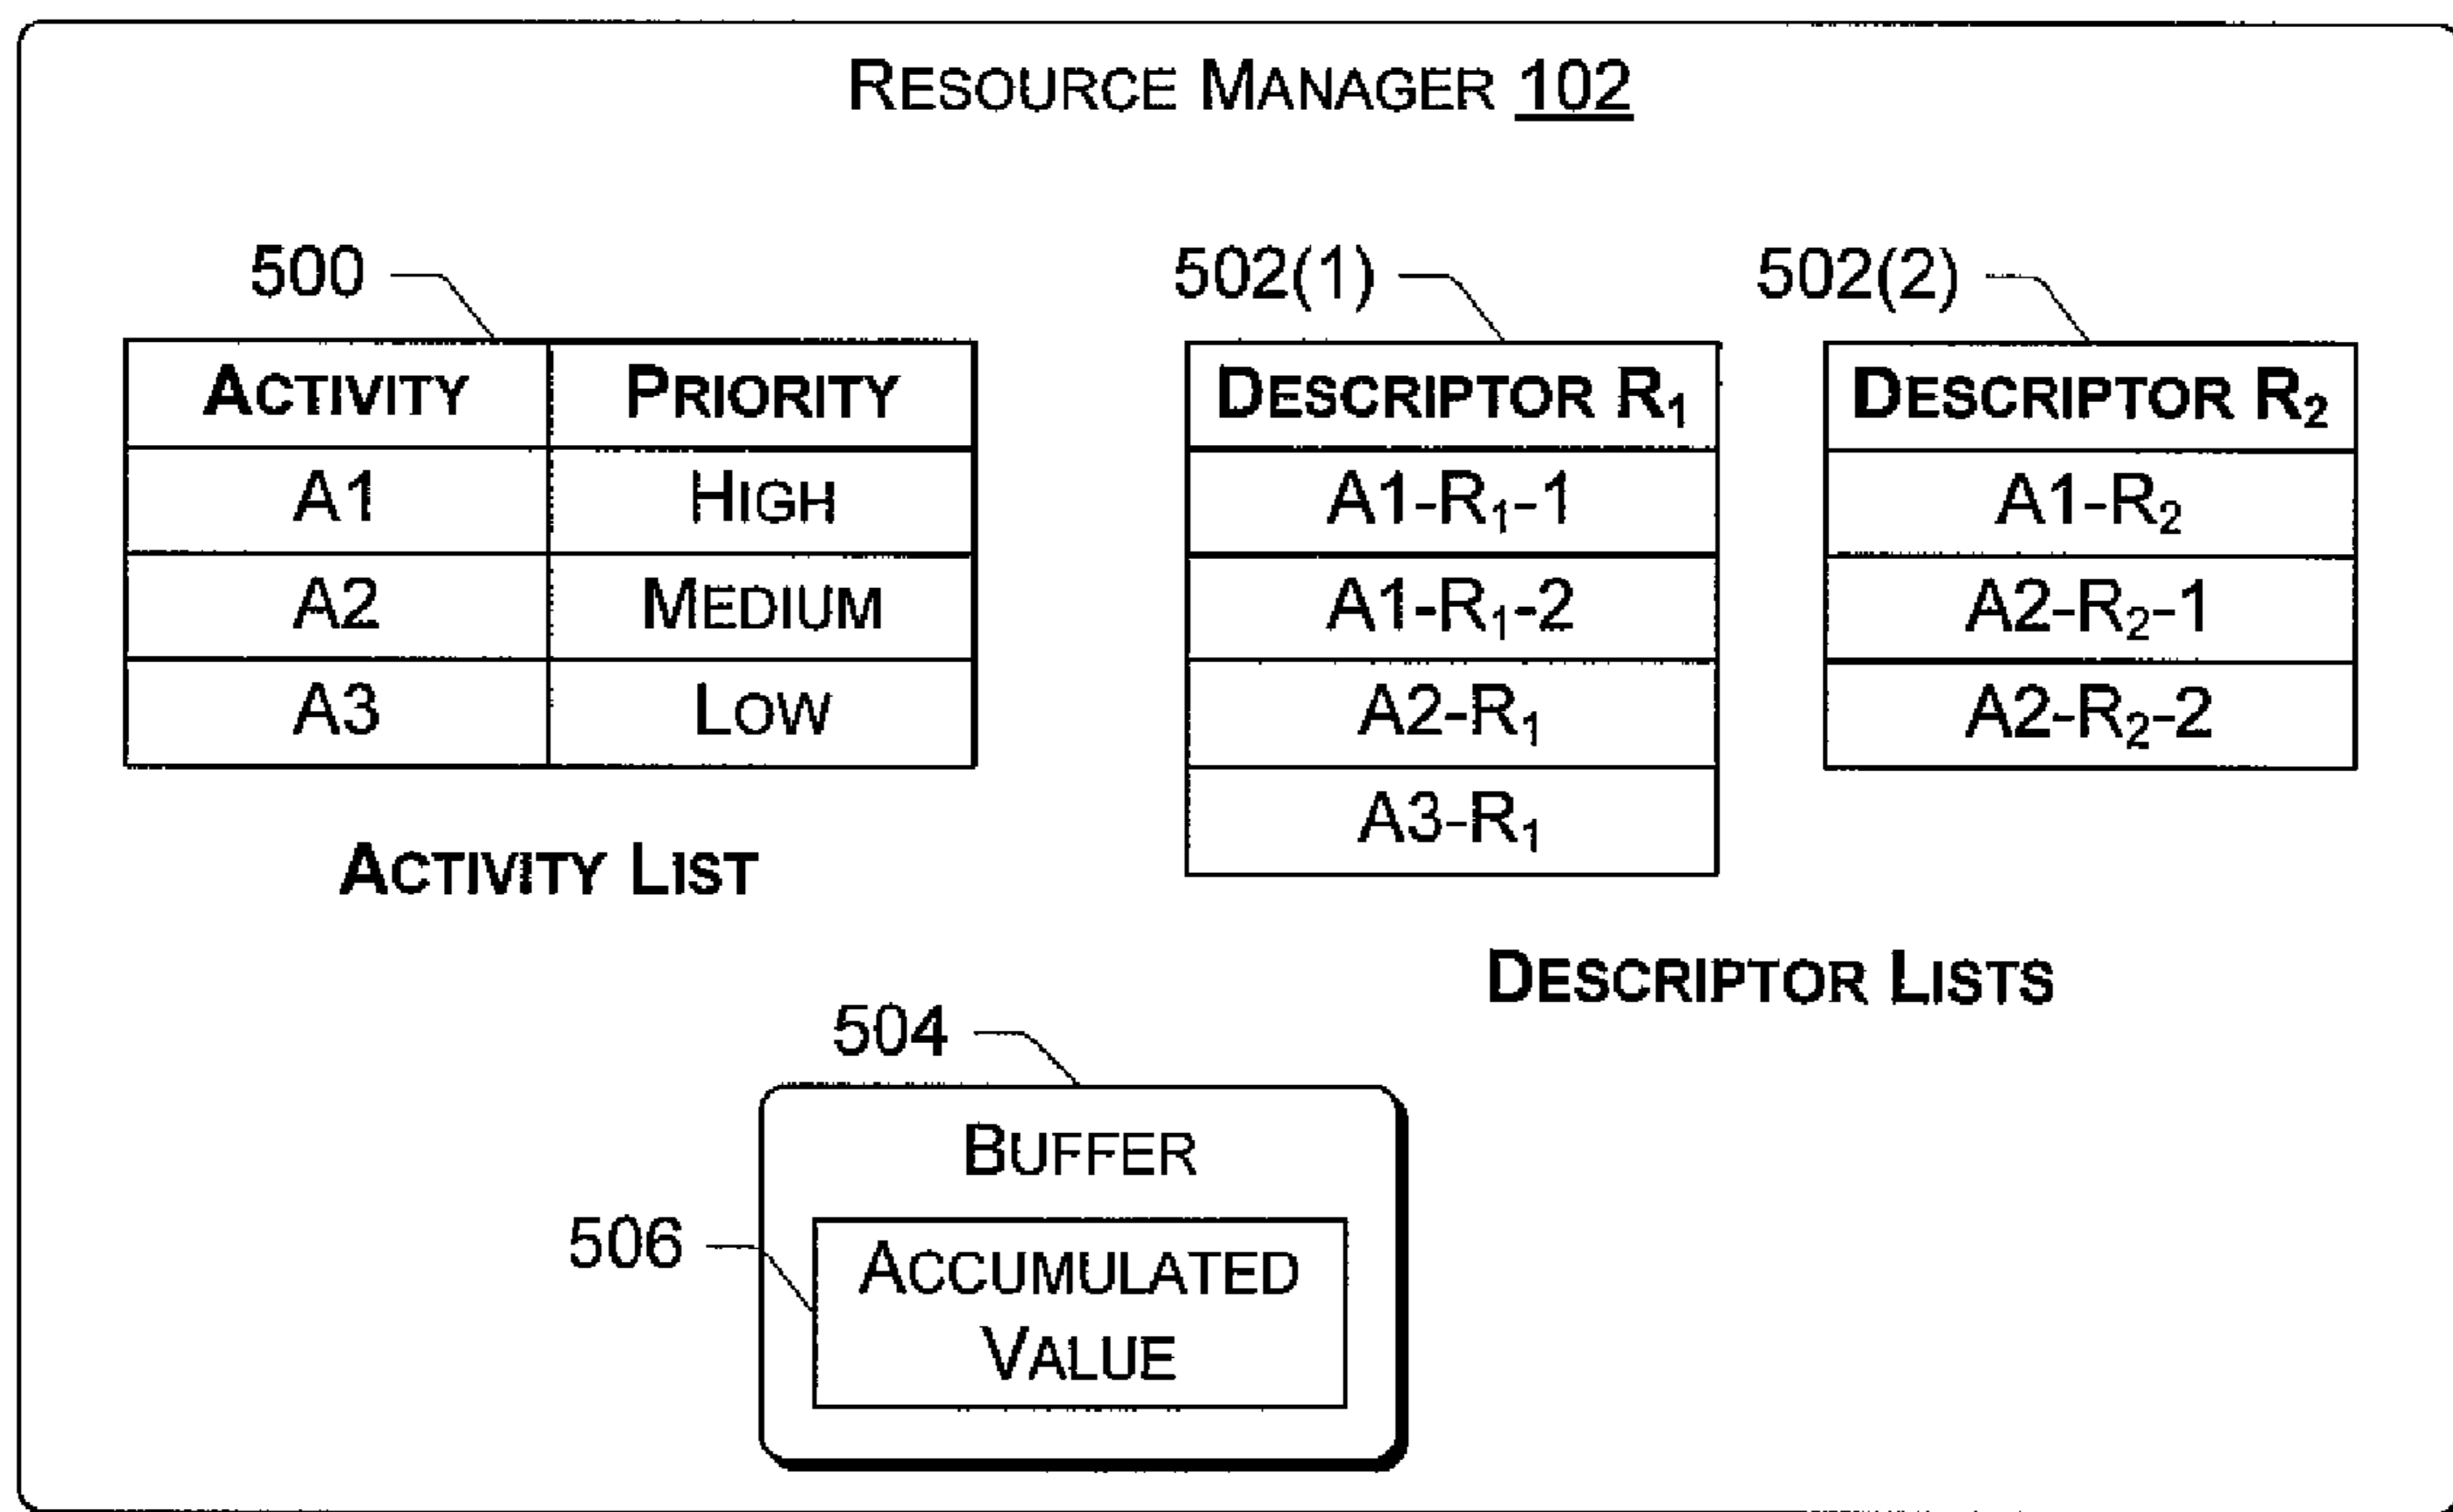 RESOURCE MANAGER 102
500
502(1)
502(2)
ACTIVITY PRIORITY
A1 HIGH
A2 MEDIUM
A3 LOW
ACTIVITY LIST
DESCRIPTOR R₁
A1-R₁-1
A1-R₁-2
A2-R₁
A3-R₁
DESCRIPTOR R₂
A1-R₂
A2-R₂-1
A2-R₂-2
DESCRIPTOR LISTS
504
BUFFER
506
ACCUMULATED
VALUE